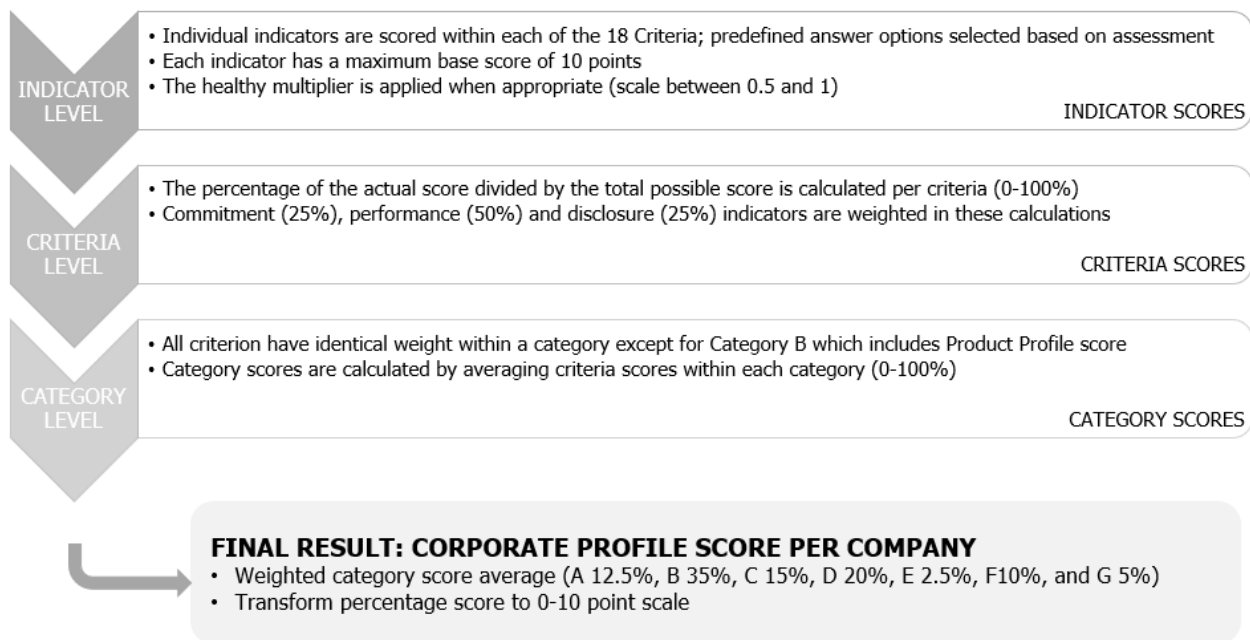 • Individual indicators are scored within each of the 18 Criteria; predefined answer options selected based on assessment
• Each indicator has a maximum base score of 10 points
• The healthy multiplier is applied when appropriate (scale between 0.5 and 1)
INDICATOR
LEVEL
INDICATOR SCORES
• The percentage of the actual score divided by the total possible score is calculated per criteria (0-100%)
• Commitment (25%), performance (50%) and disclosure (25%) indicators are weighted in these calculations
CRITERIA
LEVEL
CRITERIA SCORES
• All criterion have identical weight within a category except for Category B which includes Product Profile score
• Category scores are calculated by averaging criteria scores within each category (0-100%)
CATEGORY
LEVEL
CATEGORY SCORES
FINAL RESULT: CORPORATE PROFILE SCORE PER COMPANY
• Weighted category score average (A 12.5%, B 35%, C 15%, D 20%, E 2.5%, F10%, and G 5%)
• Transform percentage score to 0-10 point scale